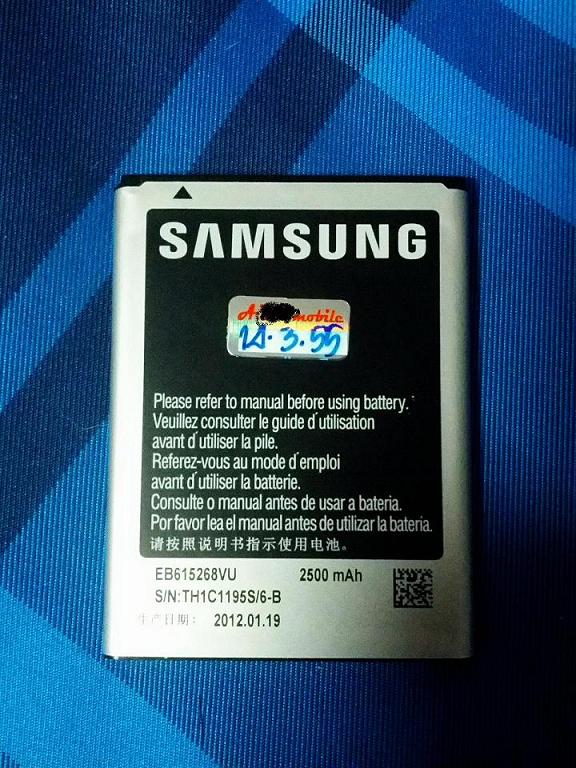 SAMSUNG
mobile
3.55
Please refer to manual before using battery.
Veuillez consulter le guide d'utilisation
avant d'utiliser la pile.
Referez-vous au mode d'emploi
avant d'utiliser la batterie.
Consulte o manual antes de usar a bateria.
Por favor lea el manual antes de utilizar la bateria.
请按照说明书指示使用电池。
EB615268VU 2500 mAh
S/N:TH1C1195S/6-B
生产日期: 2012.01.19